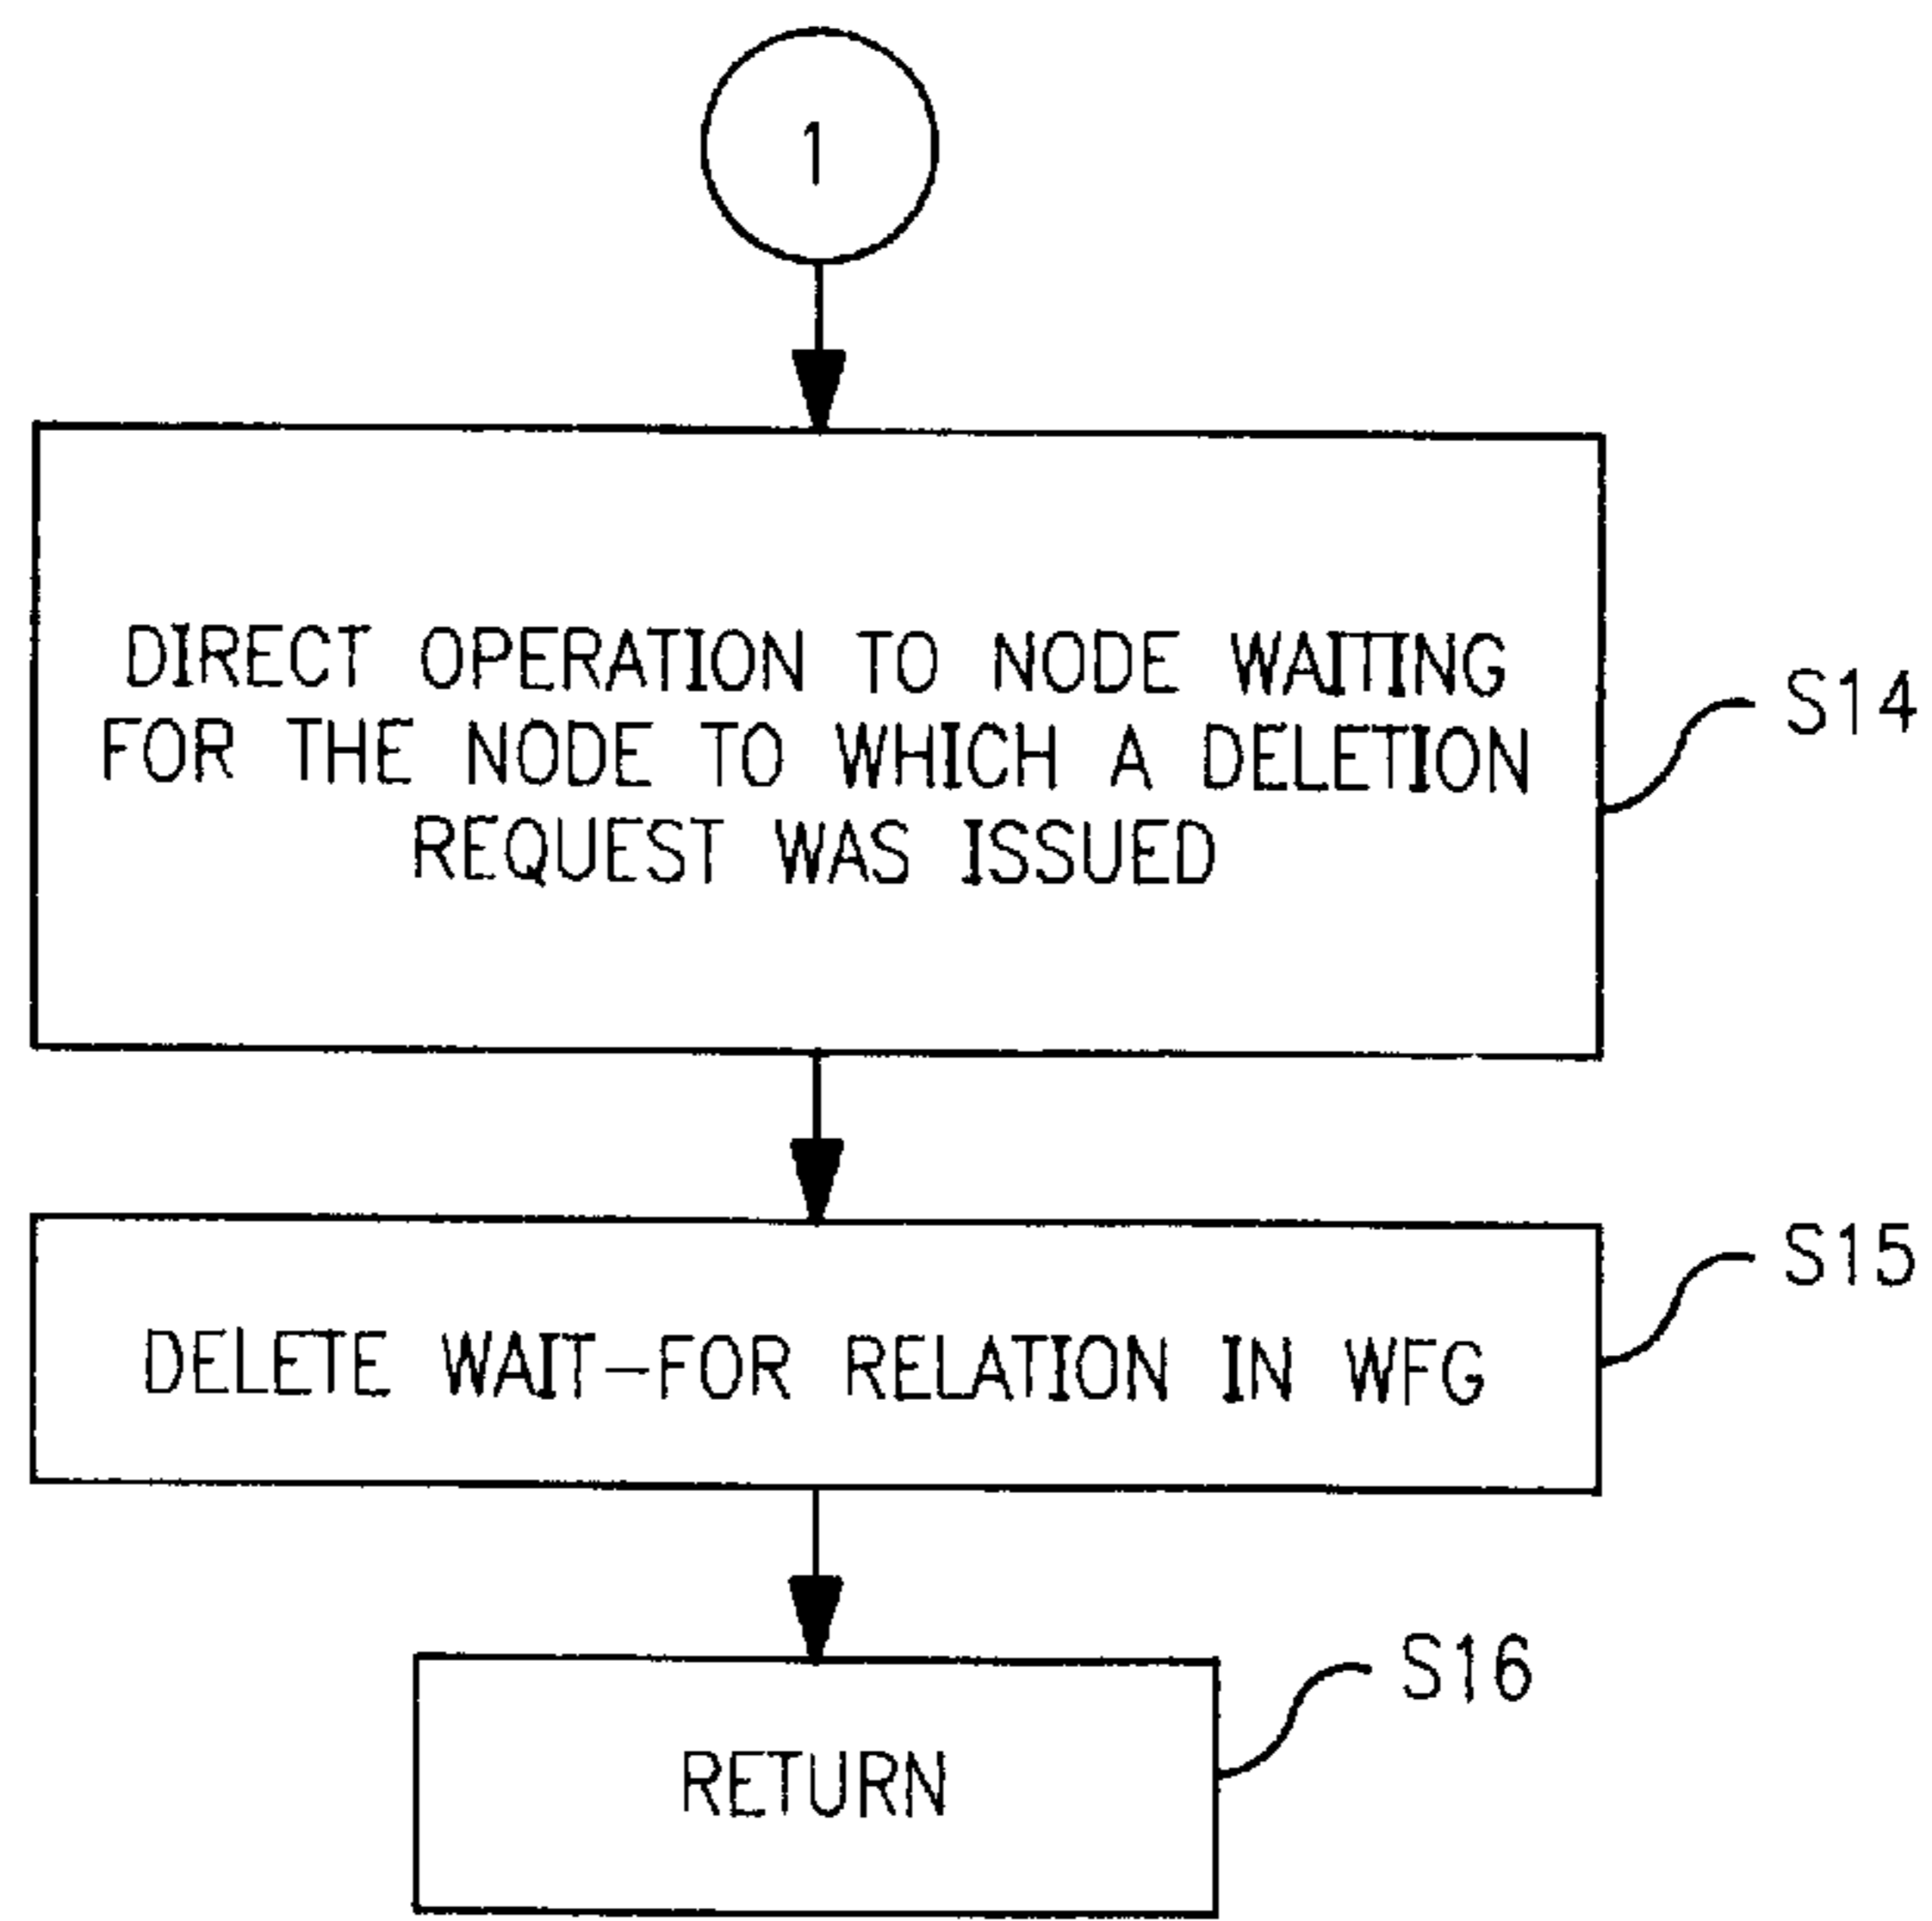 1
DIRECT OPERATION TO NODE WAITING
FOR THE NODE TO WHICH A DELETION
REQUEST WAS ISSUED
S14
DELETE WAIT-FOR RELATION IN WFG
S15
RETURN
S16